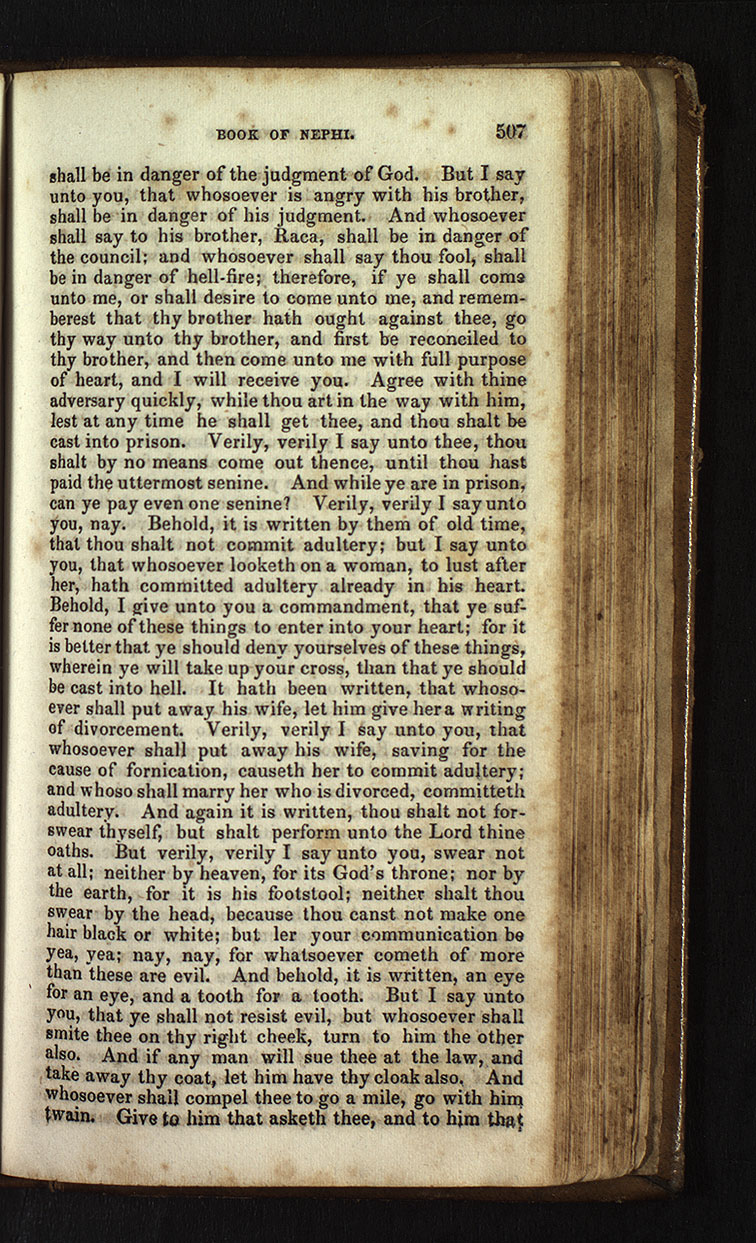 BOOK OF NEPHI. 507
shall be in danger of the judgment of God. But I say
unto you, that whosoever is angry with his brother,
shall be in danger of his judgment. And whosoever
shall say to his brother, Raca, shall be in danger of
the council; and whosoever shall say thou fool, shall
be in danger of hell-fire; therefore, if ye shall come
unto me, or shall desire to come unto me, and remem-
berest that thy brother hath ought against thee, go
thy way unto thy brother, and first be reconciled to
thy brother, and then come unto me with full purpose
of heart, and I will receive you. Agree with thine
adversary quickly, while thou art in the way with him,
lest at any time he shall get thee, and thou shalt be
cast into prison. Verily, verily I say unto thee, thou
shalt by no means come out thence, until thou hast
paid the uttermost senine. And while ye are in prison,
can ye pay even one senine? Verily, verily I say unto
you, nay. Behold, it is written by them of old time,
that thou shalt not commit adultery; but I say unto
you, that whosoever looketh on a woman, to lust after
her, hath committed adultery already in his heart.
Behold, I give unto you a commandment, that ye suf-
fer none of these things to enter into your heart; for it
is better that ye should deny yourselves of these things,
wherein ye will take up your cross, than that ye should
be cast into hell. It hath been written, that whoso-
ever shall put away his wife, let him give her a writing
of divorcement. Verily, verily I say unto you, that
whosoever shall put away his wife, saving for the
cause of fornication, causeth her to commit adultery;
and whoso shall marry her who is divorced, committeth
adultery. And again it is written, thou shalt not for-
swear thyself, but shalt perform unto the Lord thine
oaths. But verily, verily I say unto you, swear not
at all; neither by heaven, for its God's throne; nor by
the earth, for it is his footstool; neither shalt thou
swear by the head, because thou canst not make one
hair black or white; but ler your communication be
yea, yea; nay, nay, for whatsoever cometh of more
than these are evil. And behold, it is written, an eye
for an eye, and a tooth for a tooth. But I say unto
you, that ye shall not resist evil, but whosoever shall
smite thee on thy right cheek, turn to him the other
also. And if any man will sue thee at the law, and
take away thy coat, let him have thy cloak also. And
whosoever shall compel thee to go a mile, go with him
twain. Give to him that asketh thee, and to him that